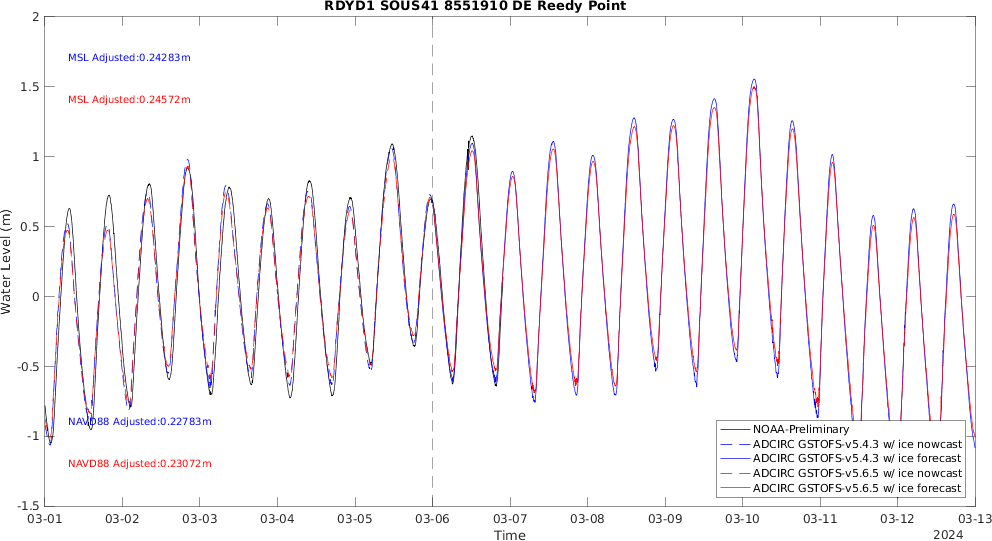 RDYD1 SOUS41 8551910 DE Reedy Point
2
1.5
1
0.5
0
-0.5
-1
-1.5
Water Level (m)
MSL Adjusted:0.24283m
MSL Adjusted:0.24572m
NAVD88 Adjusted:0.22783m
NAVD88 Adjusted:0.23072m
NOAA-Preliminary
ADCIRC GSTOFS-v5.4.3 w/ ice nowcast
ADCIRC GSTOFS-v5.4.3 w/ ice forecast
ADCIRC GSTOFS-v5.6.5 w/ ice nowcast
ADCIRC GSTOFS-v5.6.5 w/ ice forecast
03-01 03-02 03-03 03-04 03-05 03-06 03-07 03-08 03-09 03-10 03-11 03-12 03-13
Time
2024